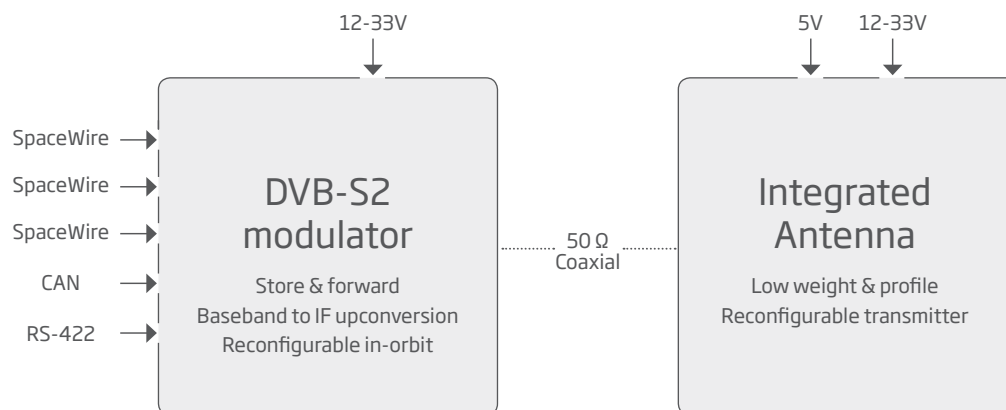 12-33V
5V
12-33V
SpaceWire
SpaceWire
SpaceWire
CAN
RS-422
DVB-S2
modulator
Store & forward
Baseband to IF upconversion
Reconfigurable in-orbit
50 Ω
Coaxial
Integrated
Antenna
Low weight & profile
Reconfigurable transmitter